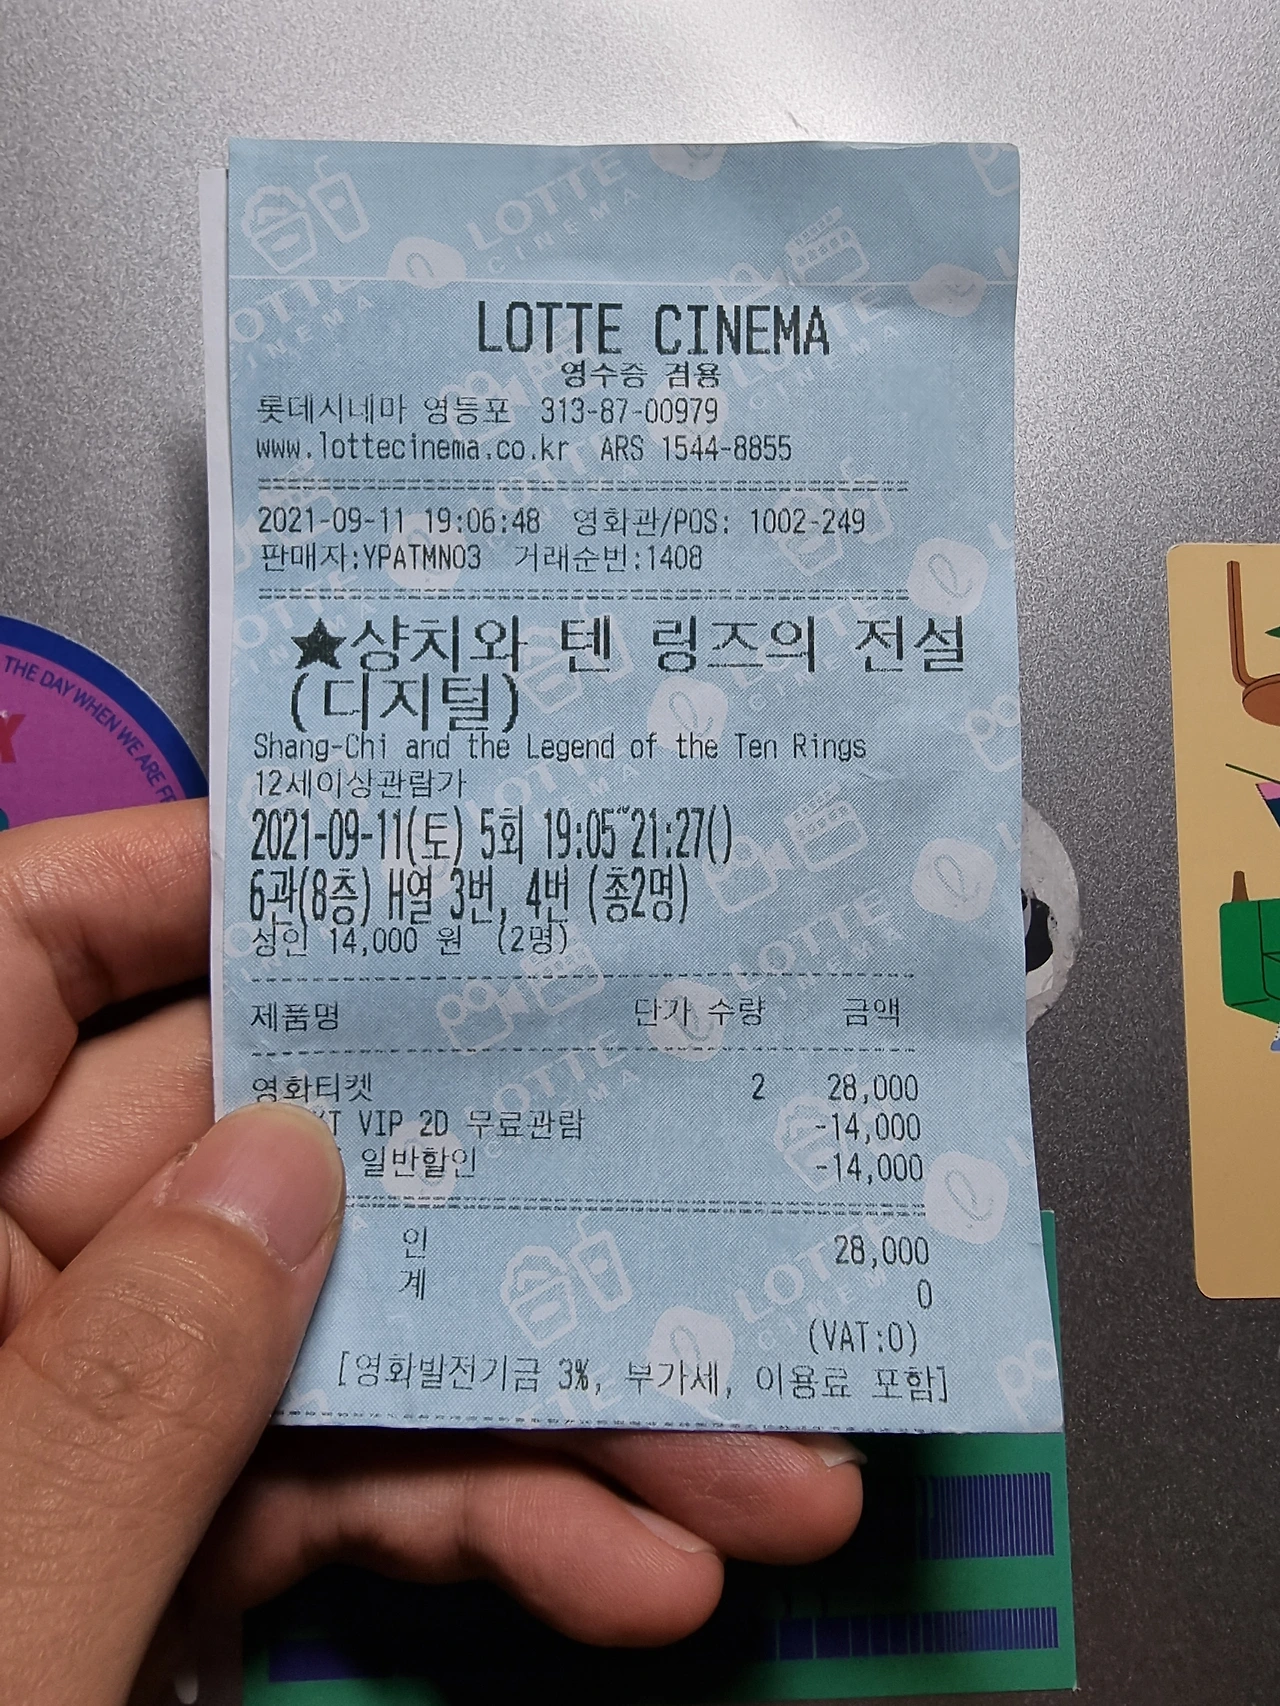 LOTTE CINEMA
영수증 겸용
롯데시네마 영등포 313-87-00979
www.lottecinema.co.kr ARS 1544-8855
2021-09-11 19:06:48 영화관/POS: 1002-249
판매자:YPATMN03 거래순번:1408
★샹치와 텐 링즈의 전설
(디지털)
Shang-Chi and the Legend of the Ten Rings
12세이상관람가
2021-09-11(토) 5회 19:05~21:27()
6관(8층) H열 3번, 4번 (총2명)
성인 14,000 원 (2명)
제품명 단가 수량 금액
영화티켓 2 28,000
VIP 2D 무료관람 -14,000
일반할인 -14,000
인 28,000
계 0
(VAT:0)
[영화발전기금 3%, 부가세, 이용료 포함]
THE DAY WHEN WE ARE